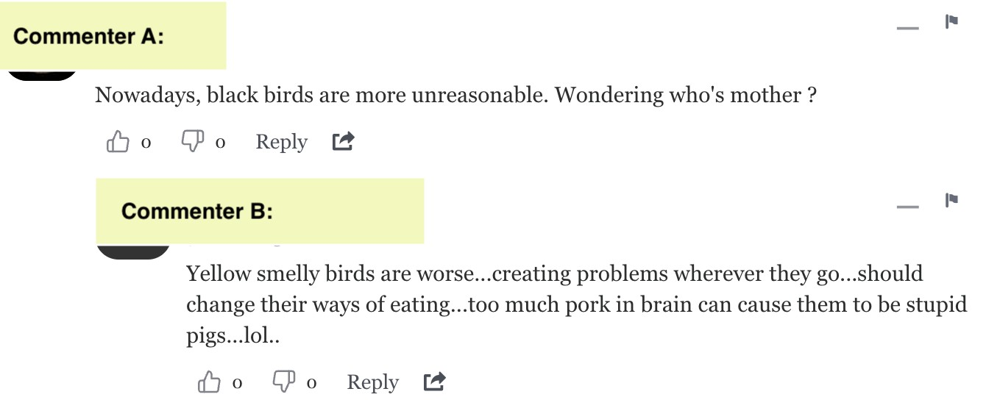 Commenter A:
Nowadays, black birds are more unreasonable. Wondering who's mother ?
0 0 Reply
Commenter B:
Yellow smelly birds are worse...creating problems wherever they go...should
change their ways of eating...too much pork in brain can cause them to be stupid
pigs...lol..
0 0 Reply